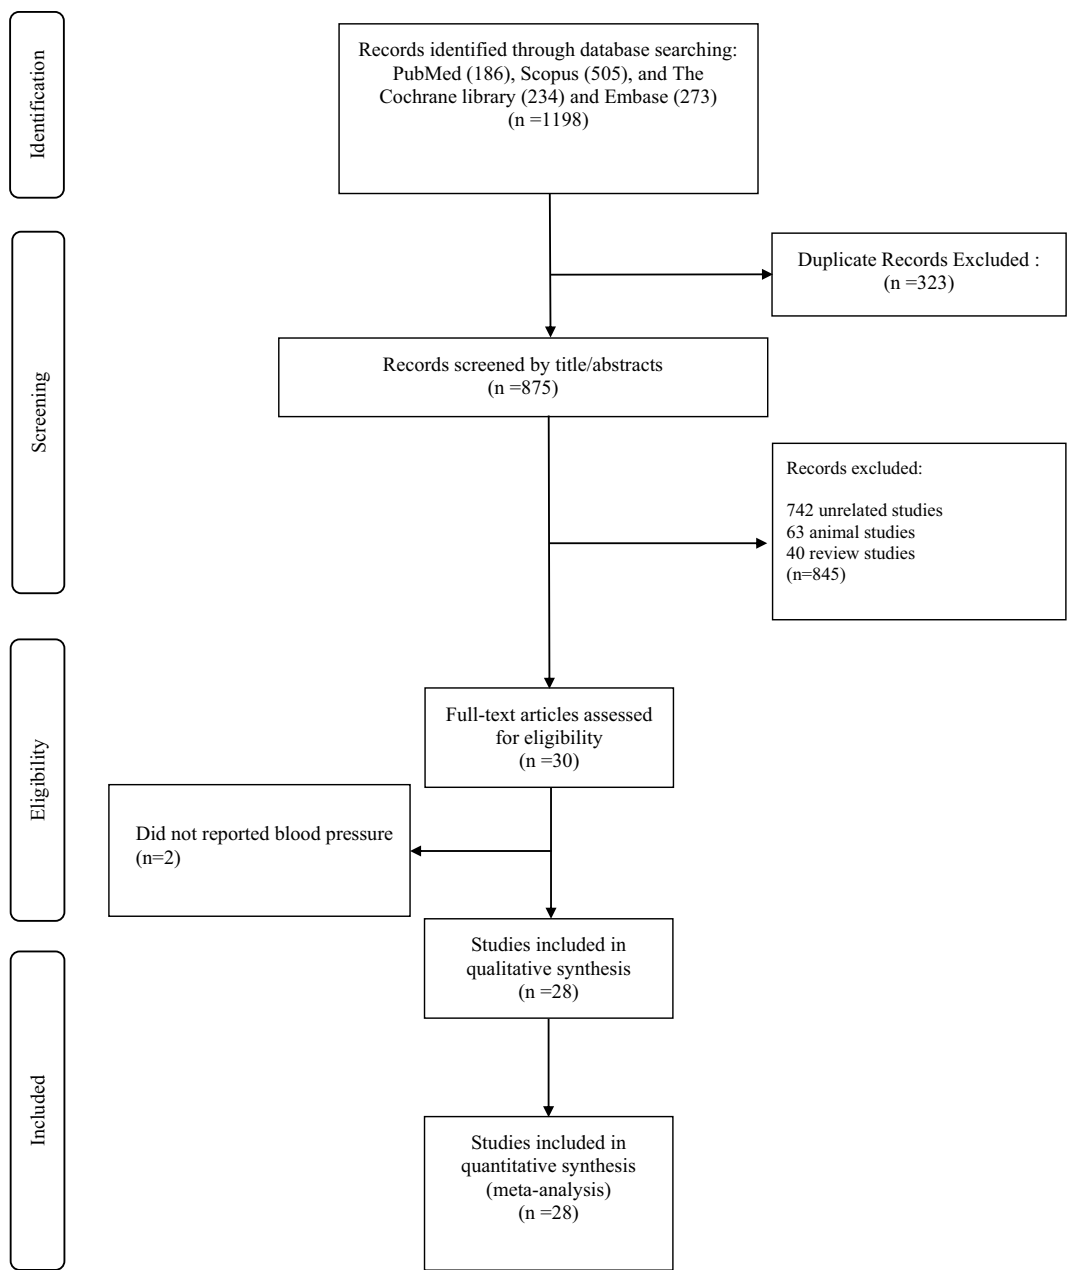 Identification
Records identified through database searching:
PubMed (186), Scopus (505), and The
Cochrane library (234) and Embase (273)
(n =1198)
Screening
Duplicate Records Excluded :
(n =323)
Records screened by title/abstracts
(n =875)
Records excluded:
742 unrelated studies
63 animal studies
40 review studies
(n=845)
Eligibility
Full-text articles assessed
for eligibility
(n =30)
Did not reported blood pressure
(n=2)
Included
Studies included in
qualitative synthesis
(n =28)
Studies included in
quantitative synthesis
(meta-analysis)
(n =28)